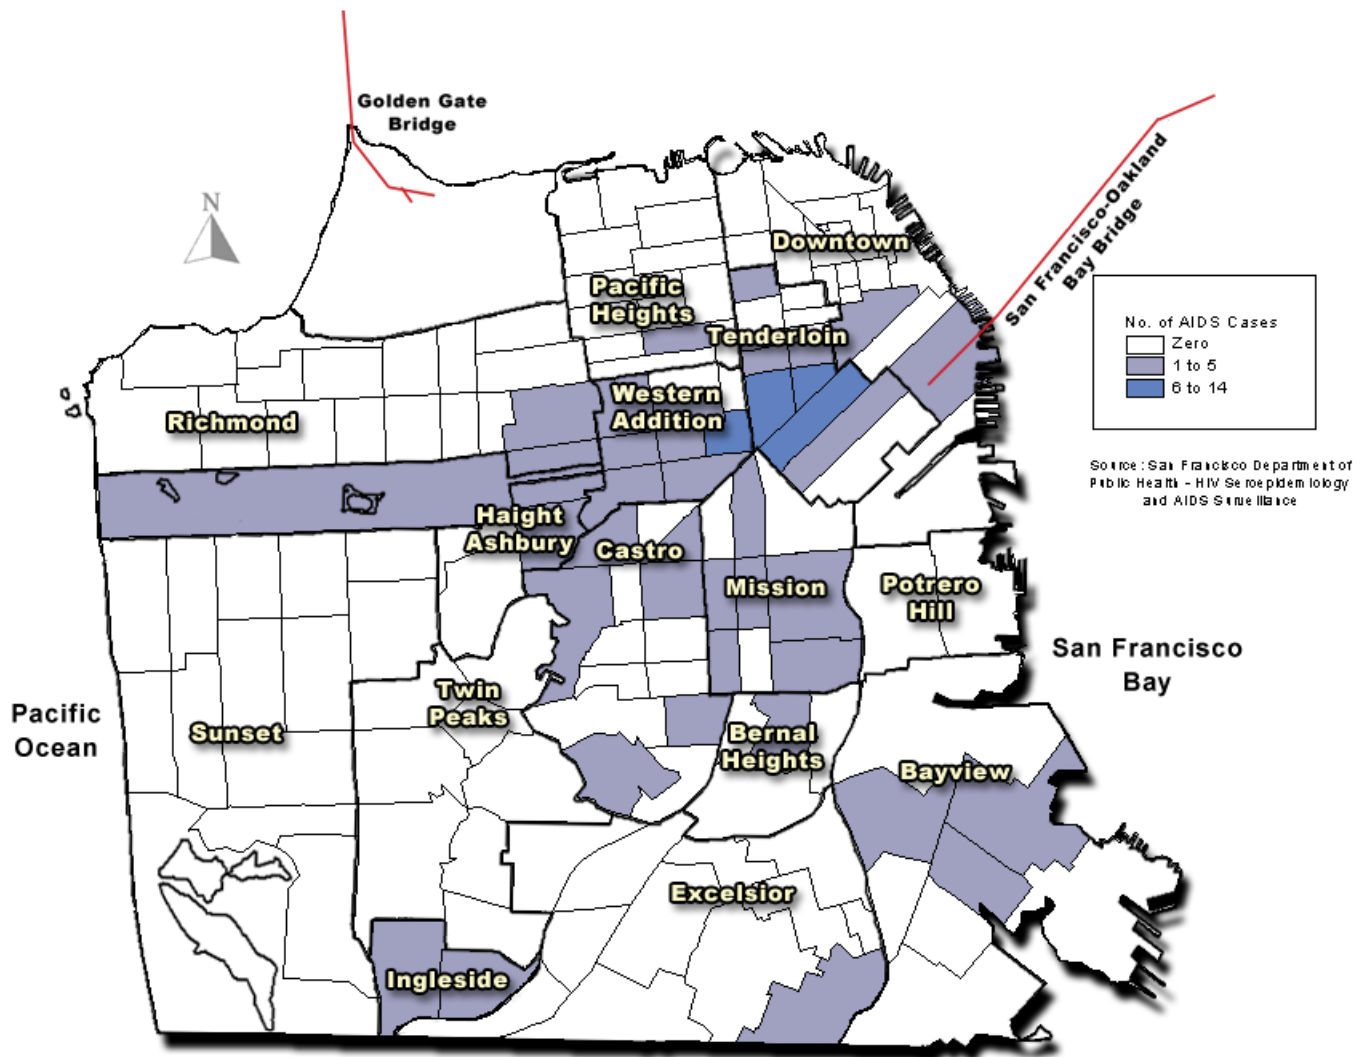 Golden Gate
Bridge
N
San Francisco-Oakland
Bay Bridge
Downtown
Pacific
Heights
Tenderloin
No. of AIDS Cases
Zero
1 to 5
6 to 14
Western
Addition
Richmond
Source: San Francisco Department of
Public Health - HIV Seroepidemiology
and AIDS Surveillance
Haight
Ashbury
Castro
Mission
Potrero
Hill
San Francisco
Bay
Pacific
Ocean
Sunset
Twin
Peaks
Bernal
Heights
Bayview
Excelsior
Ingleside